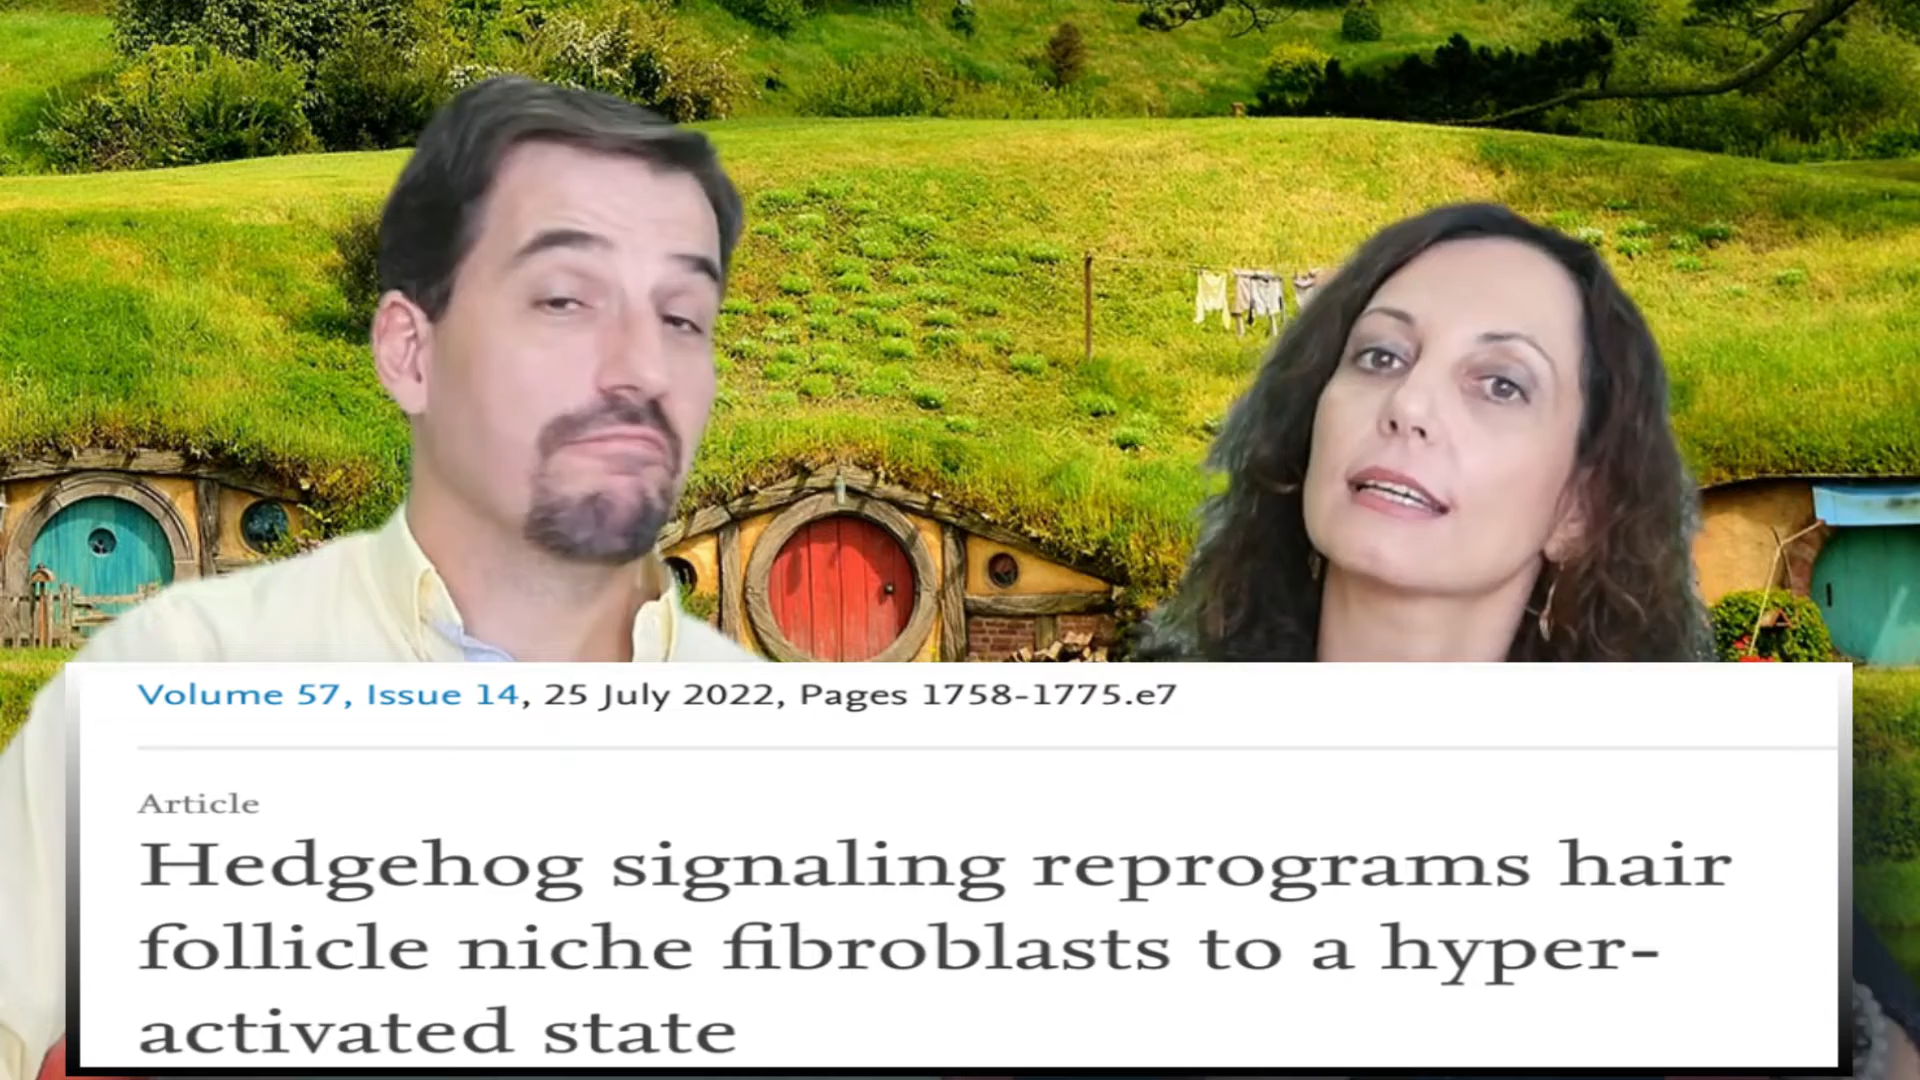 Volume 57, Issue 14, 25 July 2022, Pages 1758-1775.e7
Article
Hedgehog signaling reprograms hair
follicle niche fibroblasts to a hyper-
activated state